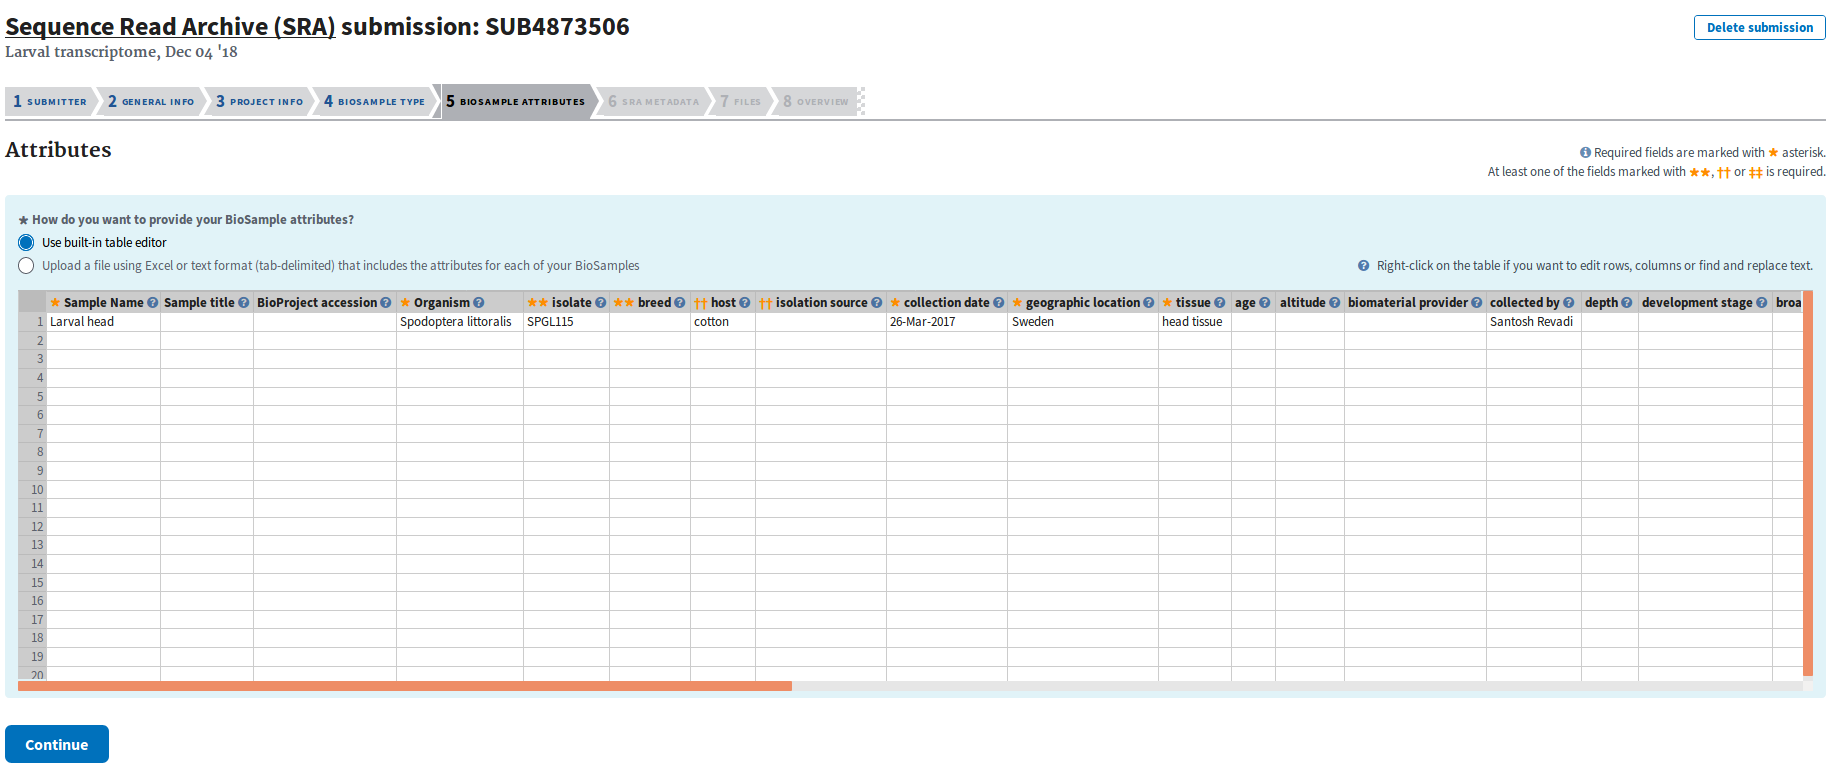 Sequence Read Archive (SRA) submission: SUB4873506
Delete submission
Larval transcriptome, Dec 04 '18
1 SUBMITTER 2 GENERAL INFO 3 PROJECT INFO 4 BIOSAMPLE TYPE 5 BIOSAMPLE ATTRIBUTES 6 SRA METADATA 7 FILES 8 OVERVIEW
Attributes
Required fields are marked with ★ asterisk.
At least one of the fields marked with ★★, †† or ‡‡ is required.
★ How do you want to provide your BioSample attributes?
Use built-in table editor
Upload a file using Excel or text format (tab-delimited) that includes the attributes for each of your BioSamples
? Right-click on the table if you want to edit rows, columns or find and replace text.
★ Sample Name ? Sample title ? BioProject accession ? ★ Organism ? ★★ isolate ? ★★ breed ? †† host ? †† isolation source ? ★ collection date ? ★ geographic location ? ★ tissue ? age ? altitude ? biomaterial provider ? collected by ? depth ? development stage ? broa
1 Larval head Spodoptera littoralis SPGL115 cotton 26-Mar-2017 Sweden head tissue Santosh Revadi
2
3
4
5
6
7
8
9
10
11
12
13
14
15
16
17
18
19
20
Continue